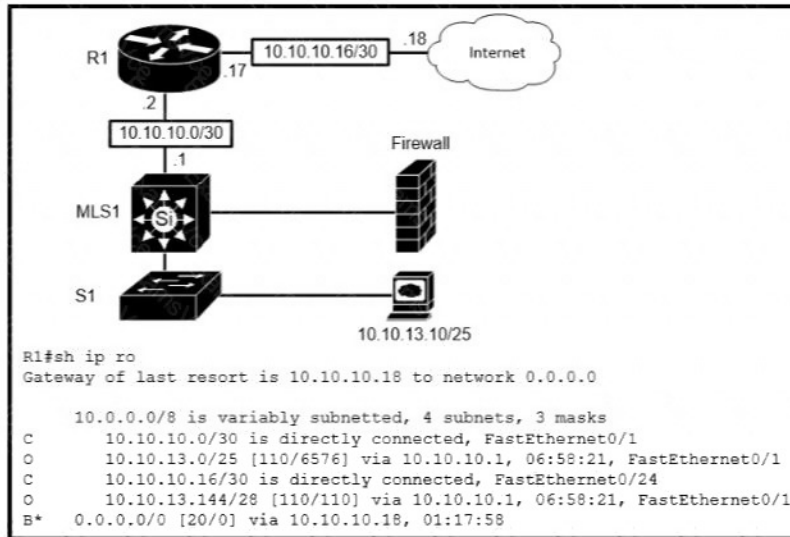 R1
.17
10.10.10.16/30
.18
Internet
.2
10.10.10.0/30
.1
Firewall
MLS1
Si
S1
10.10.13.10/25
R1#sh ip ro
Gateway of last resort is 10.10.10.18 to network 0.0.0.0
10.0.0.0/8 is variably subnetted, 4 subnets, 3 masks
C 10.10.10.0/30 is directly connected, FastEthernet0/1
O 10.10.13.0/25 [110/6576] via 10.10.10.1, 06:58:21, FastEthernet0/1
C 10.10.10.16/30 is directly connected, FastEthernet0/24
O 10.10.13.144/28 [110/110] via 10.10.10.1, 06:58:21, FastEthernet0/1
B* 0.0.0.0/0 [20/0] via 10.10.10.18, 01:17:58